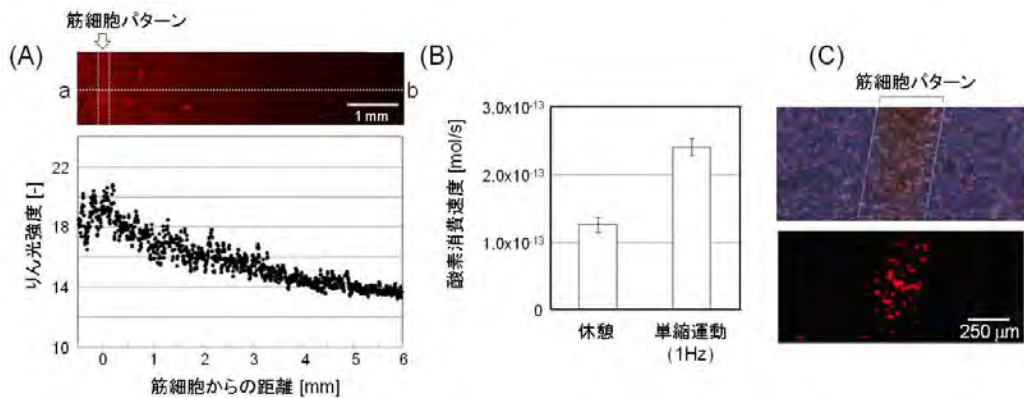 (A)
筋細胞パターン
a
b
1 mm
りん光強度 [-]
22
20
18
16
14
10
0
1
2
3
4
5
6
筋細胞からの距離 [mm]
(B)
酸素消費速度 [mol/s]
3.0x10⁻¹³
2.0x10⁻¹³
1.0x10⁻¹³
0
休憩
単縮運動
(1Hz)
(C)
筋細胞パターン
250 μm